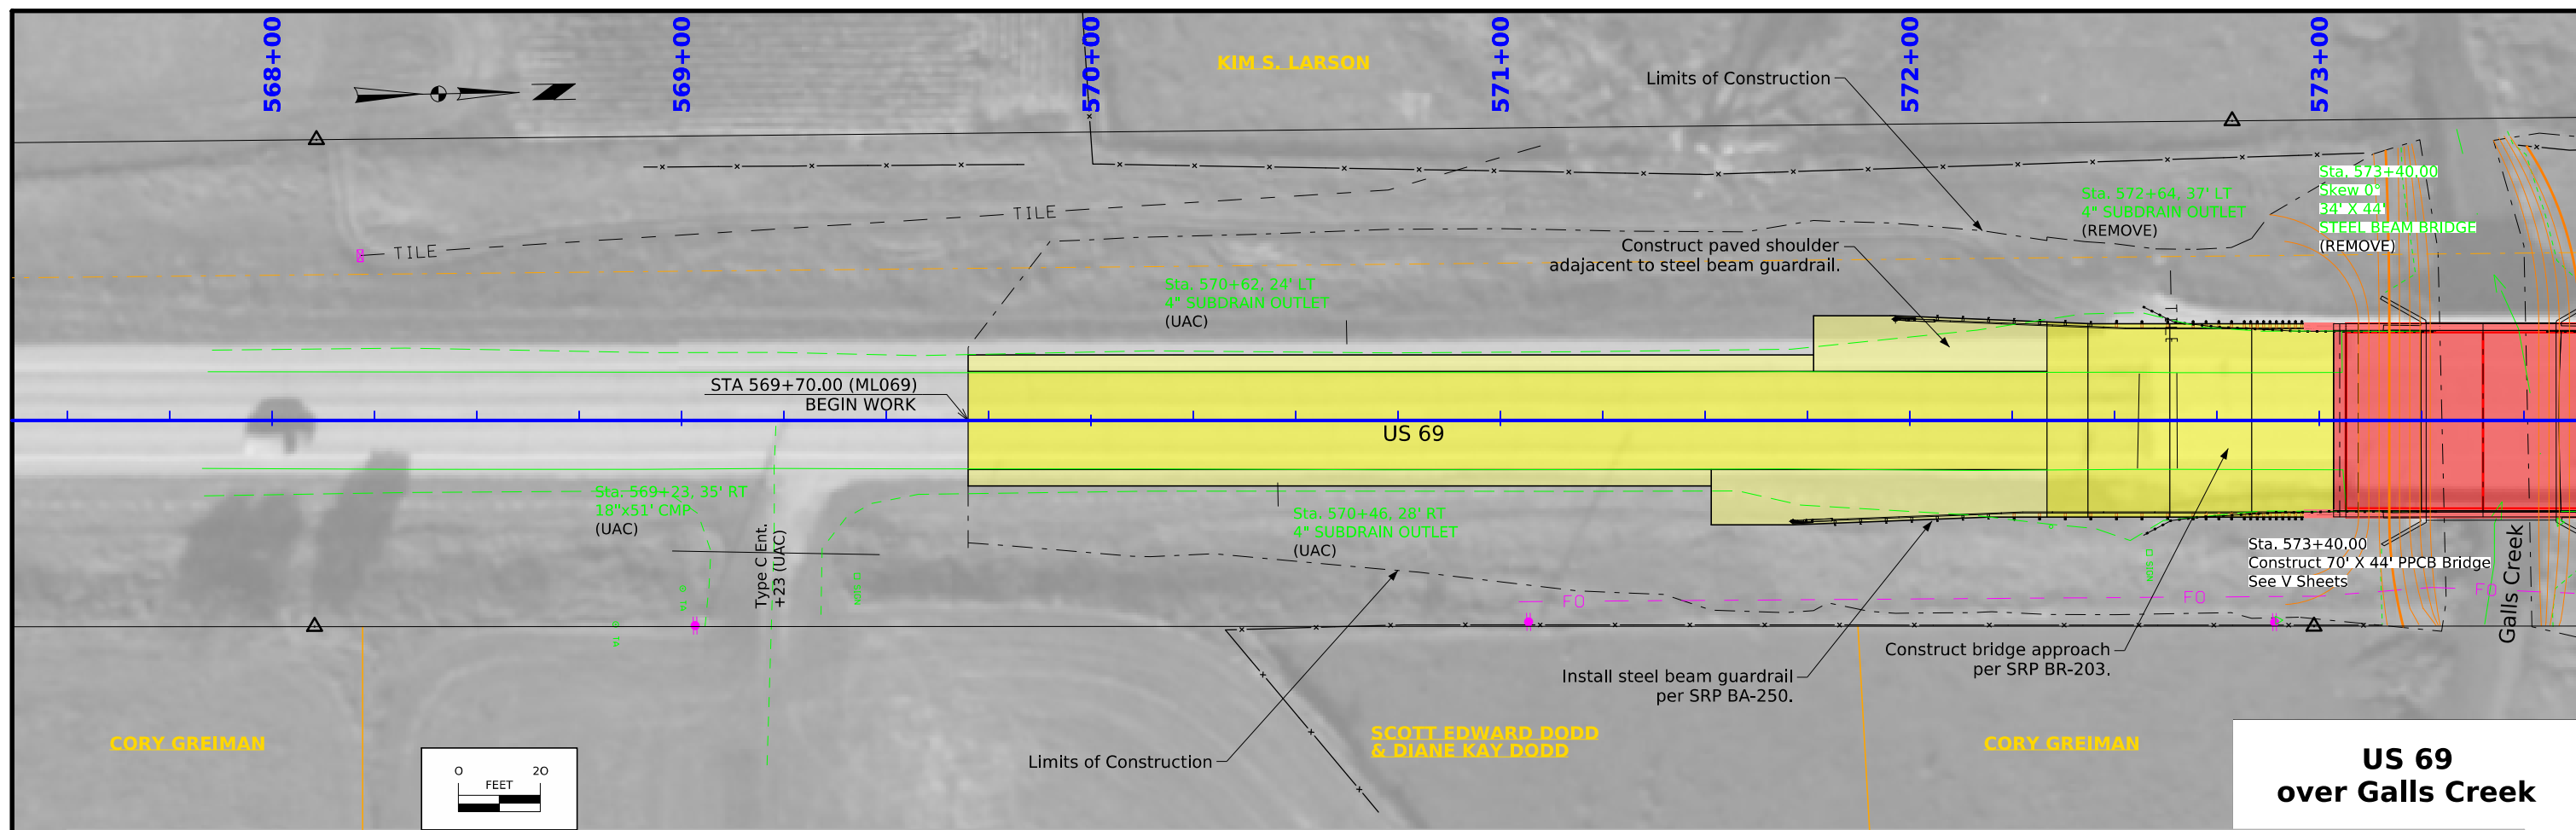 568+00
569+00
570+00
571+00
572+00
573+00
KIM S. LARSON
Limits of Construction
TILE
TILE
Sta. 572+64, 37' LT
4" SUBDRAIN OUTLET
(REMOVE)
Sta. 573+40.00
Skew 0°
34' X 44'
STEEL BEAM BRIDGE
(REMOVE)
Construct paved shoulder
adajacent to steel beam guardrail.
Sta. 570+62, 24' LT
4" SUBDRAIN OUTLET
(UAC)
STA 569+70.00 (ML069)
BEGIN WORK
US 69
Sta. 569+23, 35' RT
18"x51' CMP
(UAC)
Type C Ent.
+23 (UAC)
Sta. 570+46, 28' RT
4" SUBDRAIN OUTLET
(UAC)
Sta. 573+40.00
Construct 70' X 44' PPCB Bridge
See V Sheets
FO
FO
FO
Galls Creek
Construct bridge approach
per SRP BR-203.
Install steel beam guardrail
per SRP BA-250.
Limits of Construction
CORY GREIMAN
SCOTT EDWARD DODD
& DIANE KAY DODD
CORY GREIMAN
0 20
FEET
US 69
over Galls Creek